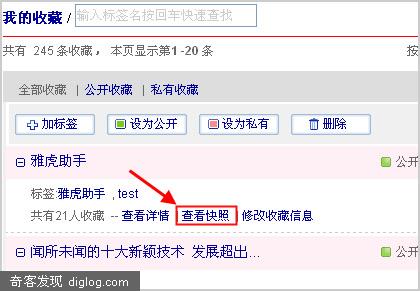 我的收藏 / 输入标签名按回车快速查找
共有 245 条收藏， 本页显示第1-20 条 按
全部收藏 | 公开收藏 | 私有收藏
加标签 设为公开 设为私有 删除
雅虎助手 公开
标签:雅虎助手 , test
共有21人收藏 -- 查看详情 查看快照 修改收藏信息
闻所未闻的十大新颖技术 发展超出... 公开
奇客发现 diglog.com